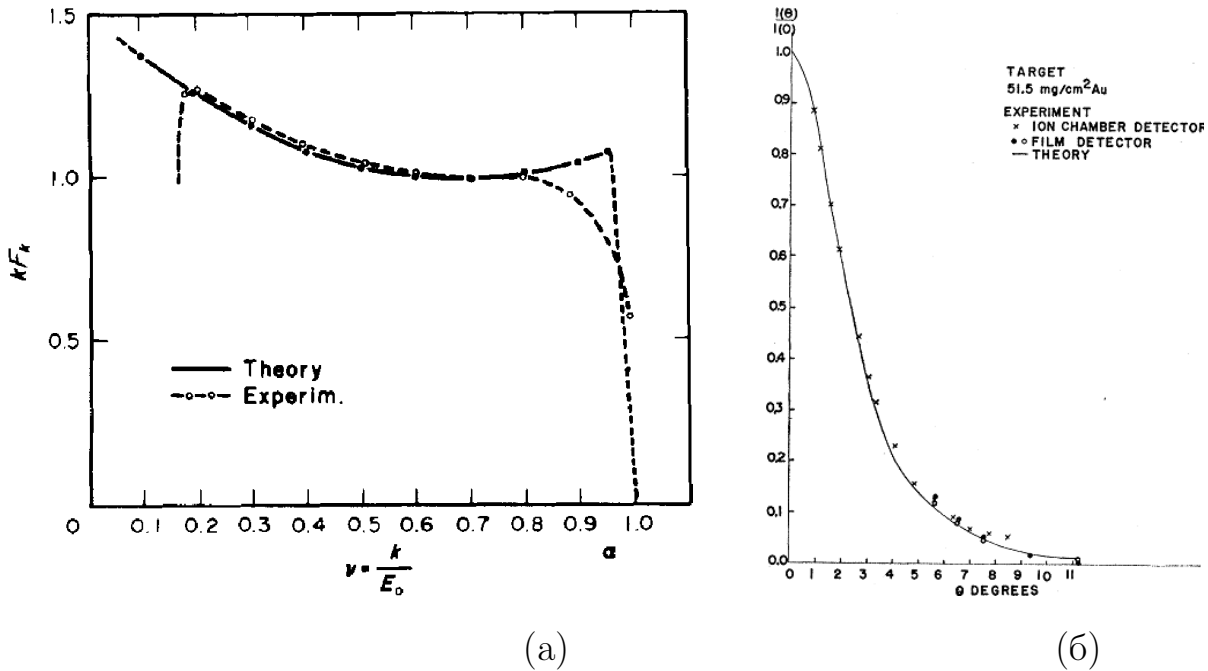 1.5
1.0
0.5
0
kFₖ
Theory
Experim.
0.1 0.2 0.3 0.4 0.5 0.6 0.7 0.8 0.9 1.0
a
ν = k/E₀
(а)
I(θ)
I(0)
1.0
0.9
0.8
0.7
0.6
0.5
0.4
0.3
0.2
0.1
0.0
TARGET
51.5 mg/cm²Au
EXPERIMENT
× ION CHAMBER DETECTOR
● ○ FILM DETECTOR
— THEORY
0 1 2 3 4 5 6 7 8 9 10 11
θ DEGREES
(б)